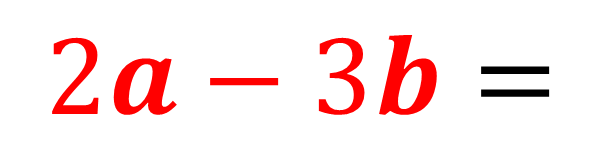 2a − 3b =